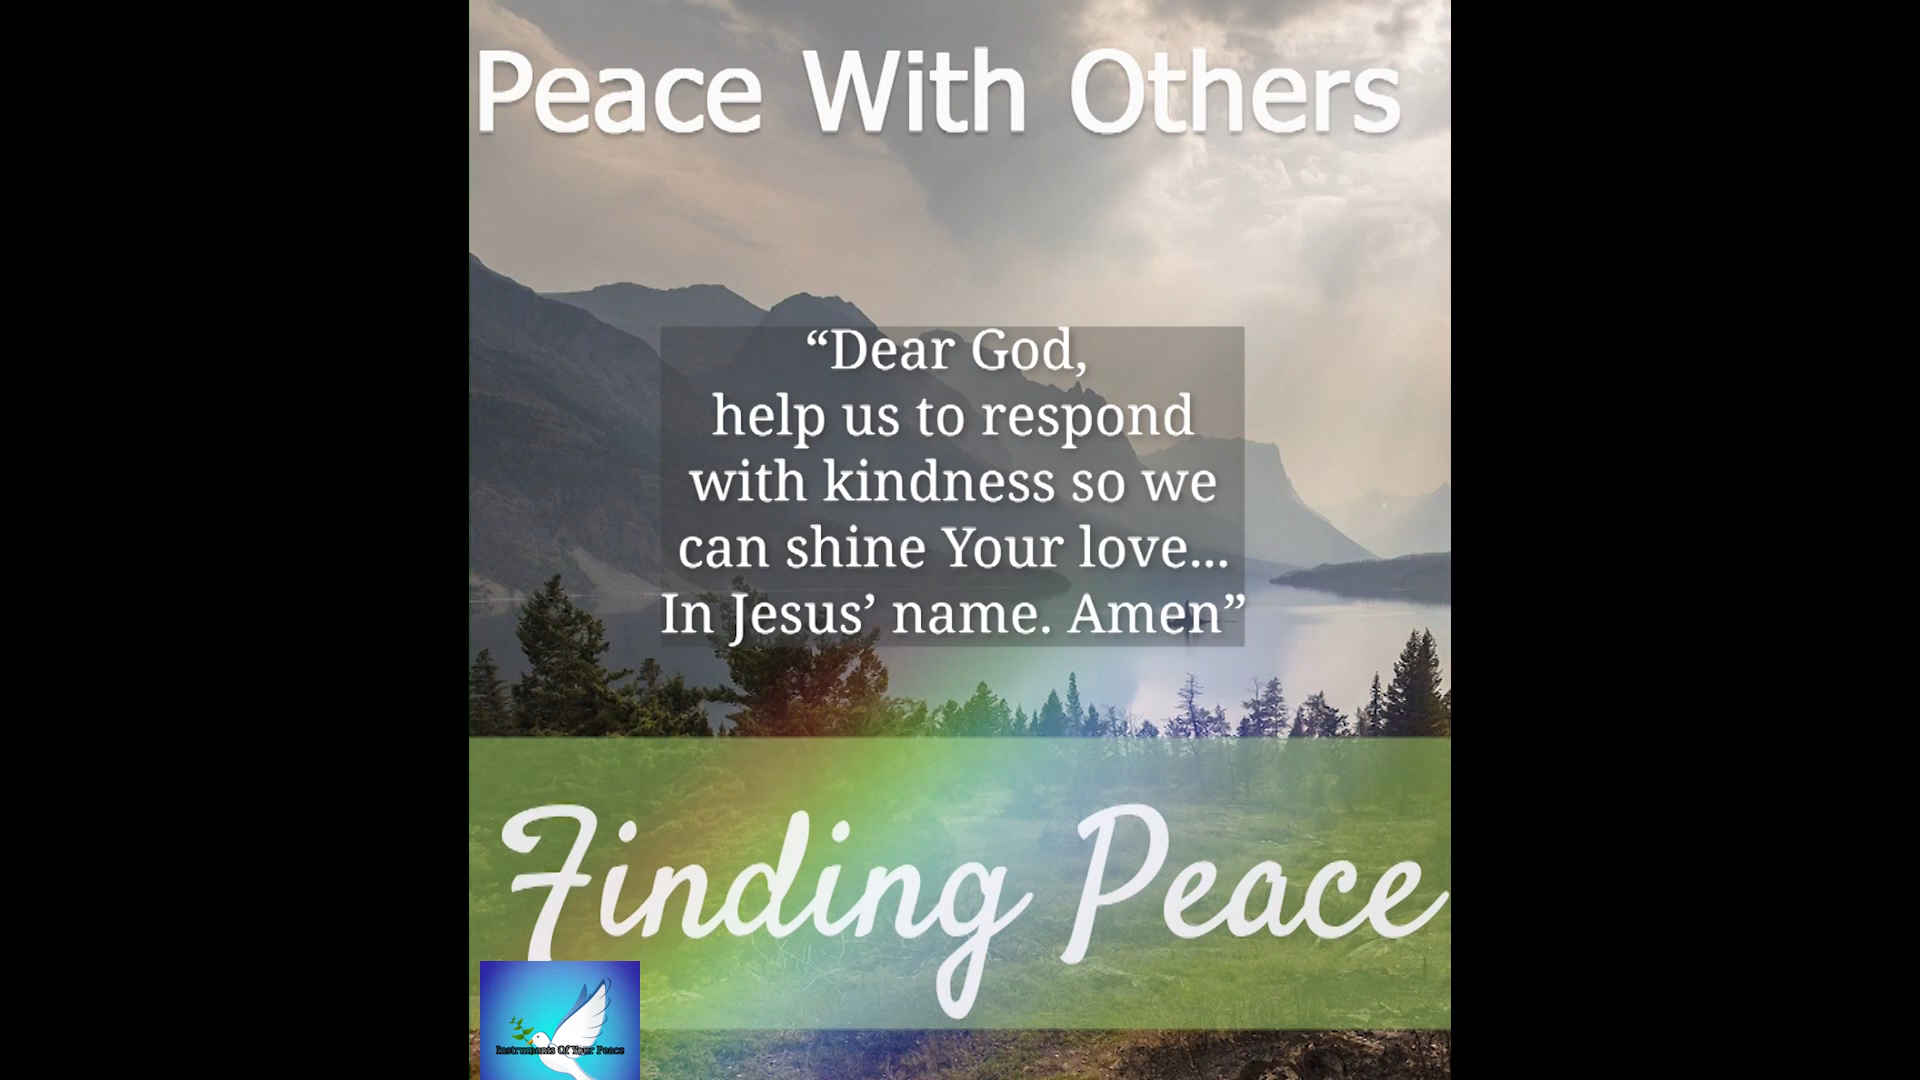 Peace With Others
“Dear God,
help us to respond
with kindness so we
can shine Your love...
In Jesus’ name. Amen”
Finding Peace
Instruments Of Your Peace